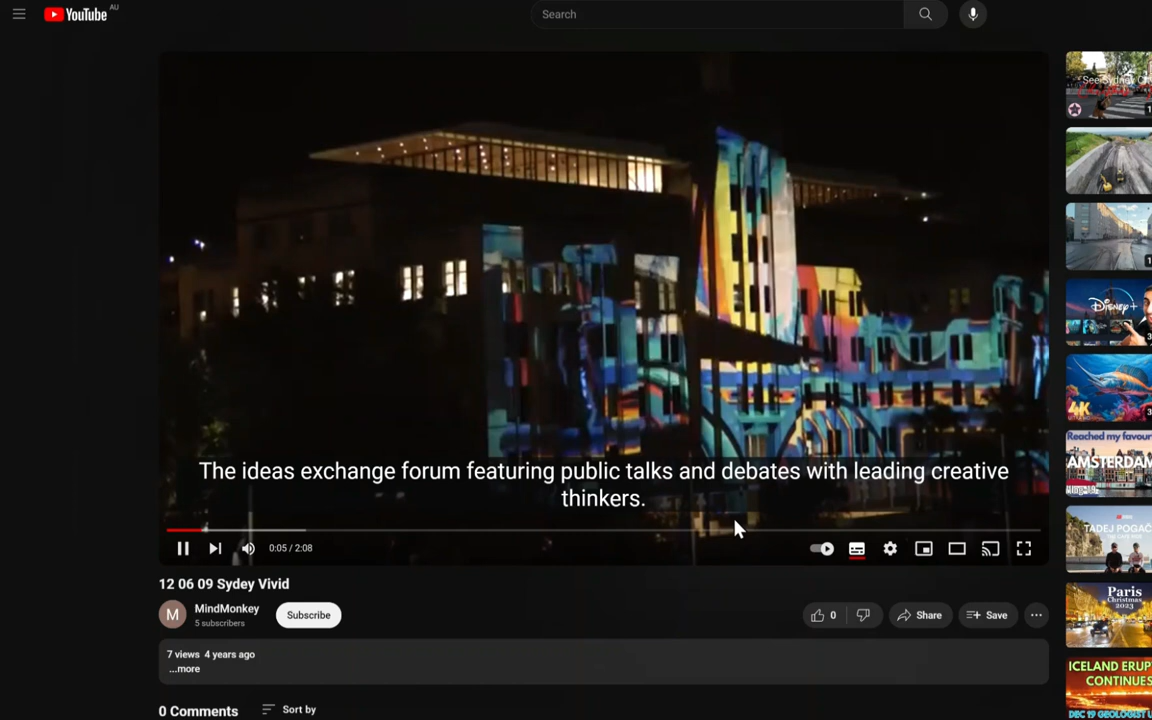 YouTube AU
Search
See Sydney
The ideas exchange forum featuring public talks and debates with leading creative
thinkers.
0:05 / 2:08
12 06 09 Sydey Vivid
M
MindMonkey
5 subscribers
Subscribe
0
Share
Save
7 views 4 years ago
...more
0 Comments
Sort by
Disney+
4K
Reached my favour
AMSTERDAM
TADEJ POGAČ
Paris
Christmas
2023
ICELAND ERUP
CONTINUES
DEC 19 GEOLOGIST